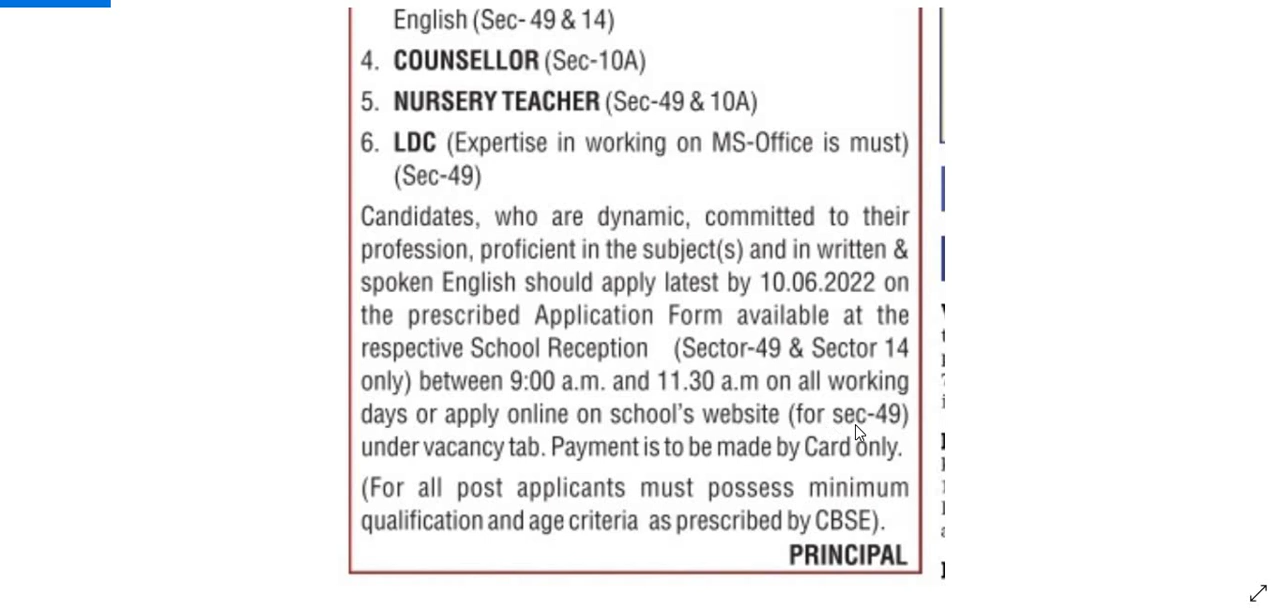 English (Sec- 49 & 14)
4. COUNSELLOR (Sec-10A)
5. NURSERY TEACHER (Sec-49 & 10A)
6. LDC (Expertise in working on MS-Office is must)
(Sec-49)
Candidates, who are dynamic, committed to their
profession, proficient in the subject(s) and in written &
spoken English should apply latest by 10.06.2022 on
the prescribed Application Form available at the
respective School Reception (Sector-49 & Sector 14
only) between 9:00 a.m. and 11.30 a.m on all working
days or apply online on school's website (for sec-49)
under vacancy tab. Payment is to be made by Card only.
(For all post applicants must possess minimum
qualification and age criteria as prescribed by CBSE).
PRINCIPAL